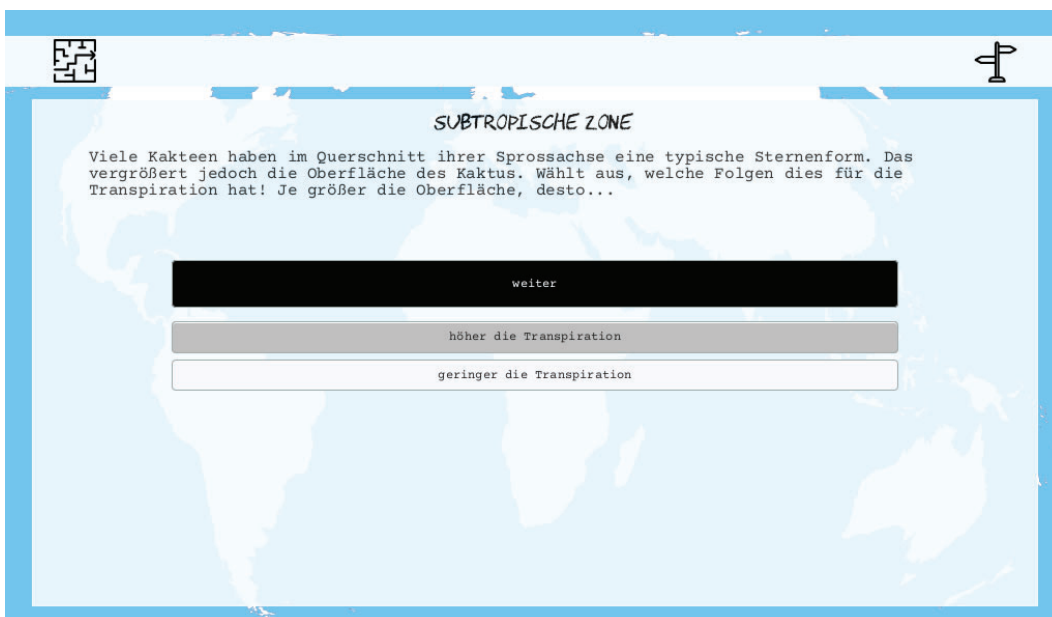 SUBTROPISCHE ZONE
Viele Kakteen haben im Querschnitt ihrer Sprossachse eine typische Sternenform. Das
vergrößert jedoch die Oberfläche des Kaktus. Wählt aus, welche Folgen dies für die
Transpiration hat! Je größer die Oberfläche, desto...
weiter
höher die Transpiration
geringer die Transpiration